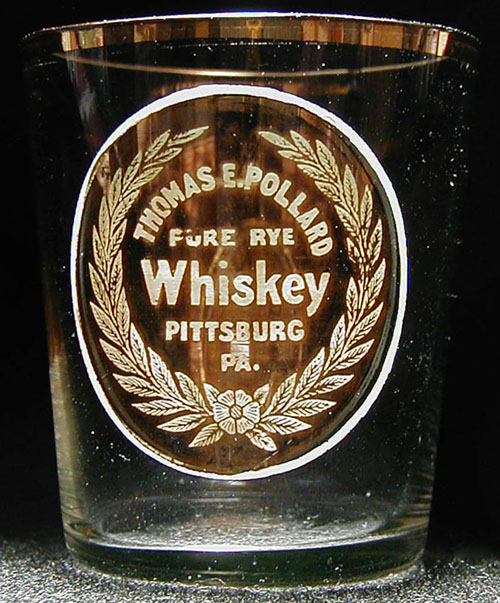 THOMAS E. POLLARD
PURE RYE
Whiskey
PITTSBURG
PA.